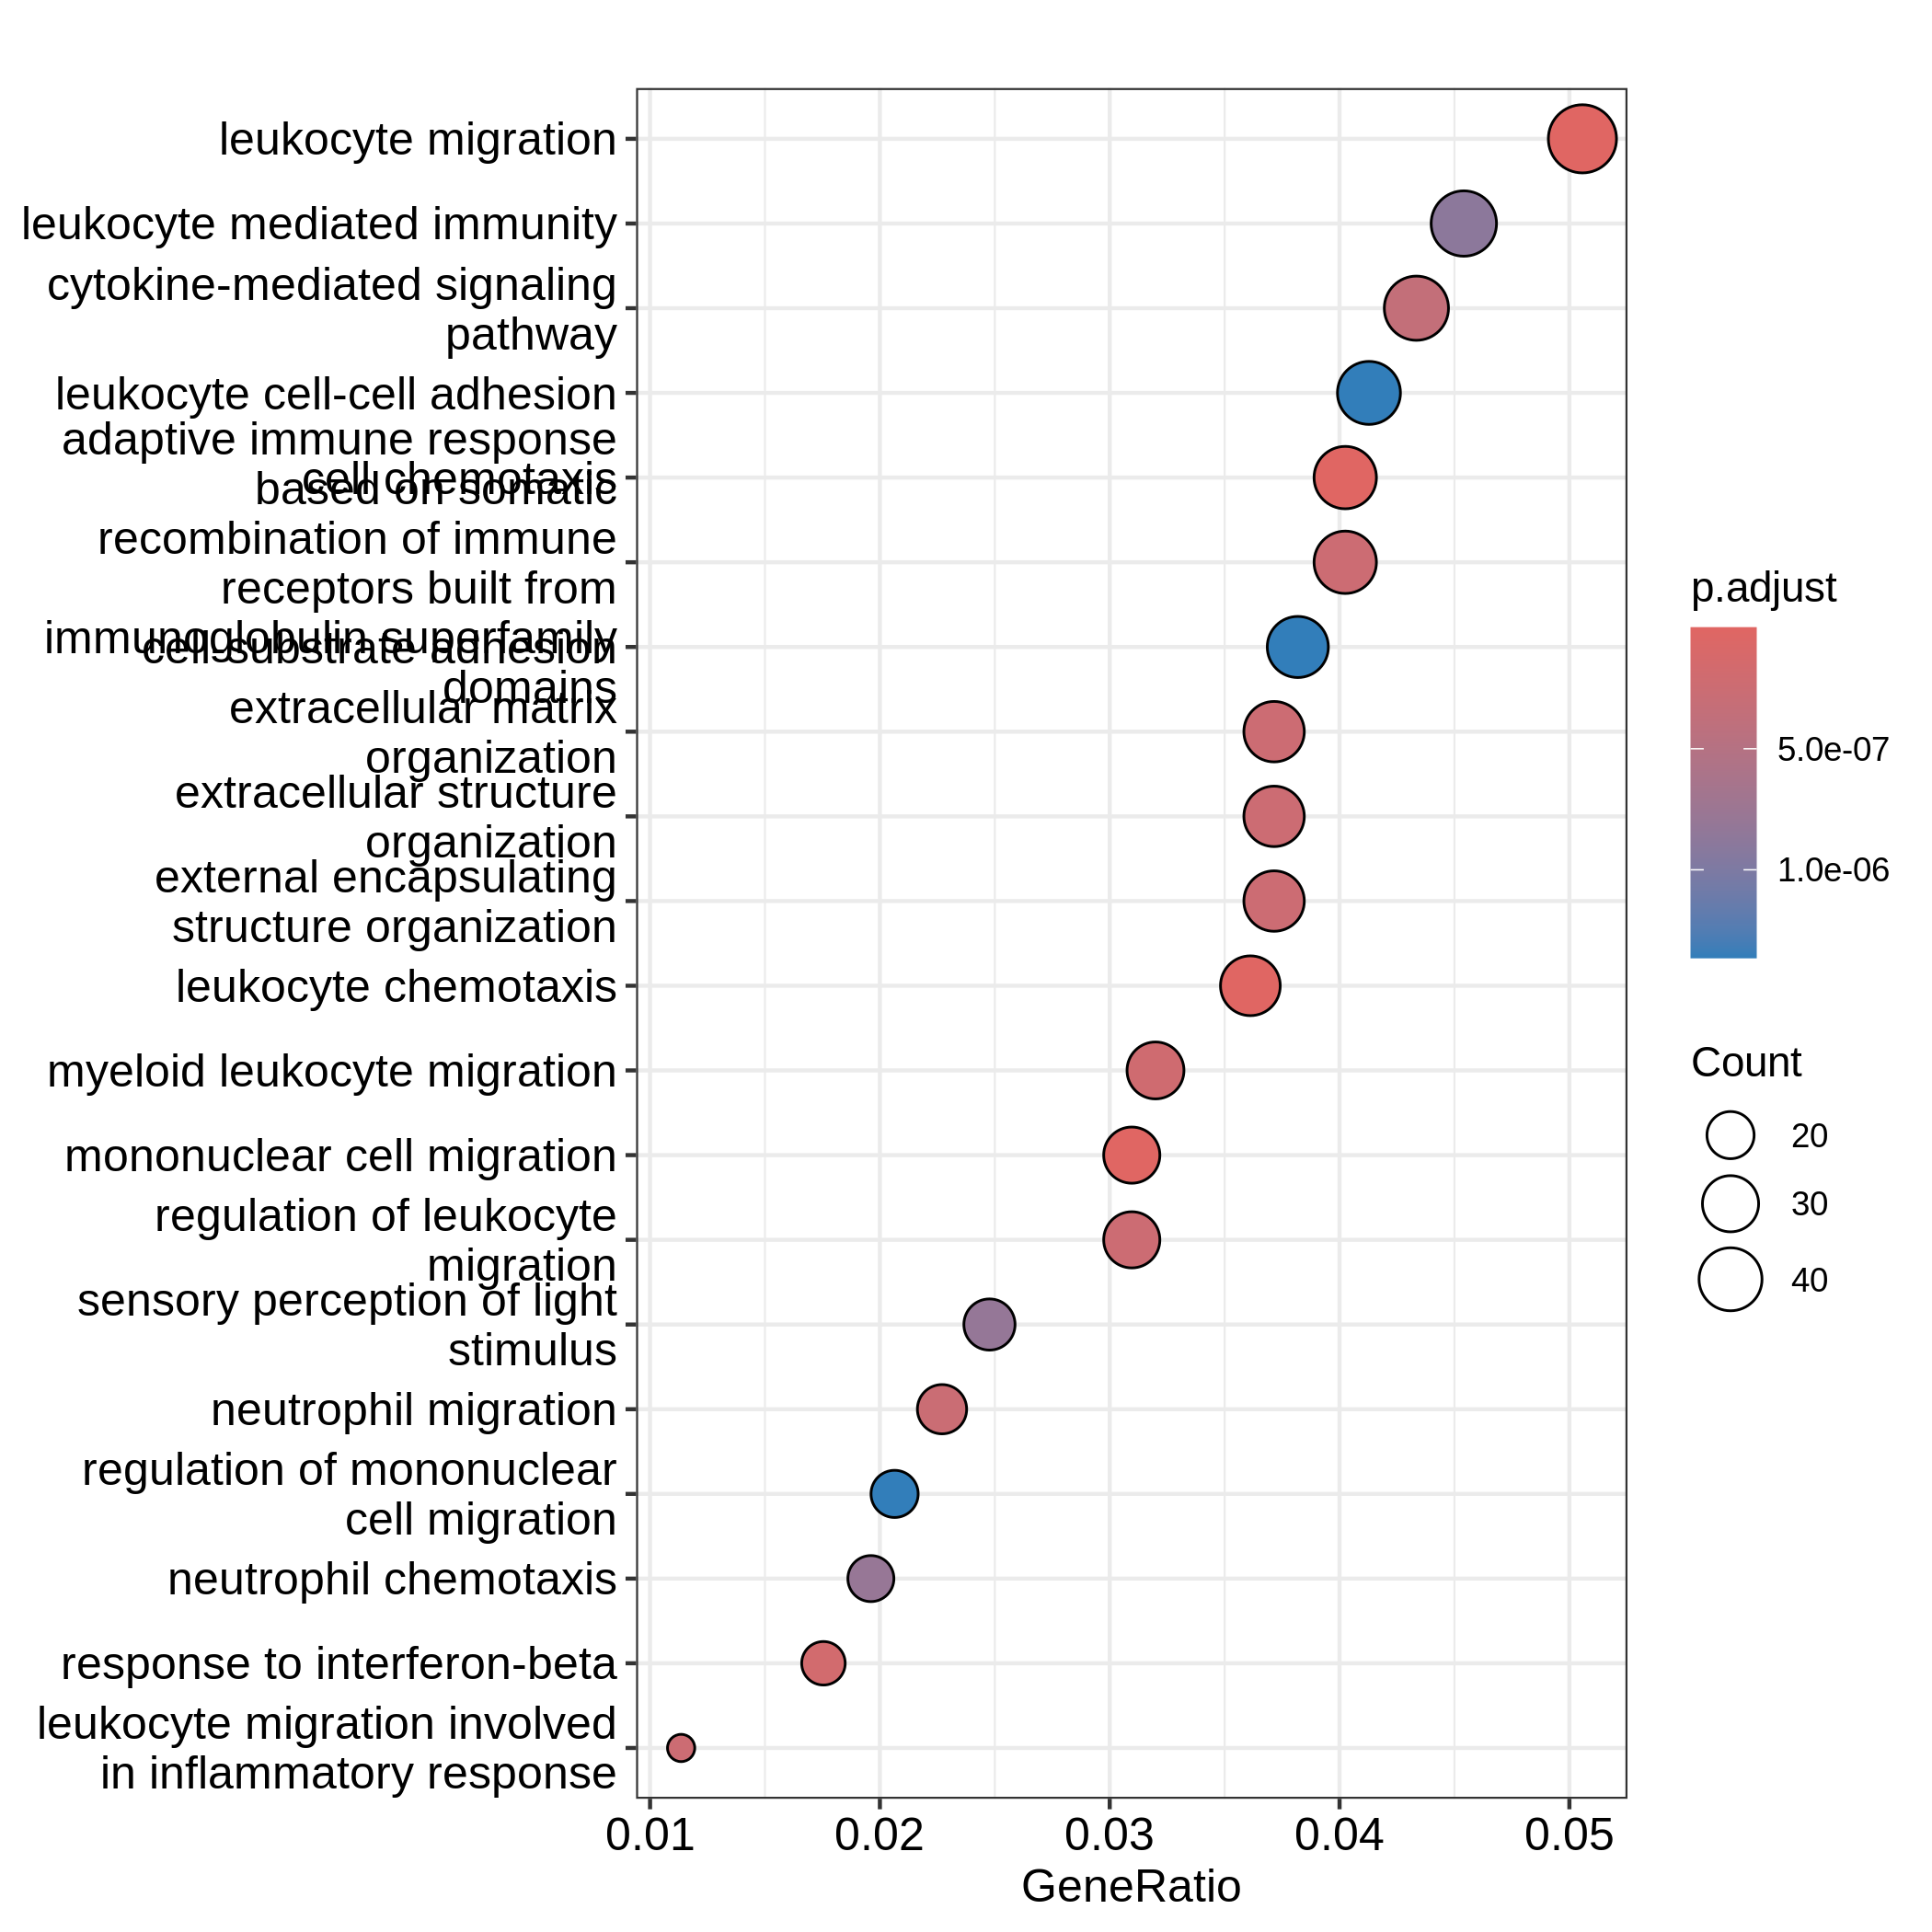 leukocyte migration
leukocyte mediated immunity
cytokine-mediated signaling
pathway
leukocyte cell-cell adhesion
cell chemotaxis
adaptive immune response
based on somatic
recombination of immune
receptors built from
immunoglobulin superfamily
domains
cell-substrate adhesion
extracellular matrix
organization
extracellular structure
organization
external encapsulating
structure organization
leukocyte chemotaxis
myeloid leukocyte migration
mononuclear cell migration
regulation of leukocyte
migration
sensory perception of light
stimulus
neutrophil migration
regulation of mononuclear
cell migration
neutrophil chemotaxis
response to interferon-beta
leukocyte migration involved
in inflammatory response
0.01
0.02
0.03
0.04
0.05
GeneRatio
p.adjust
5.0e-07
1.0e-06
Count
20
30
40